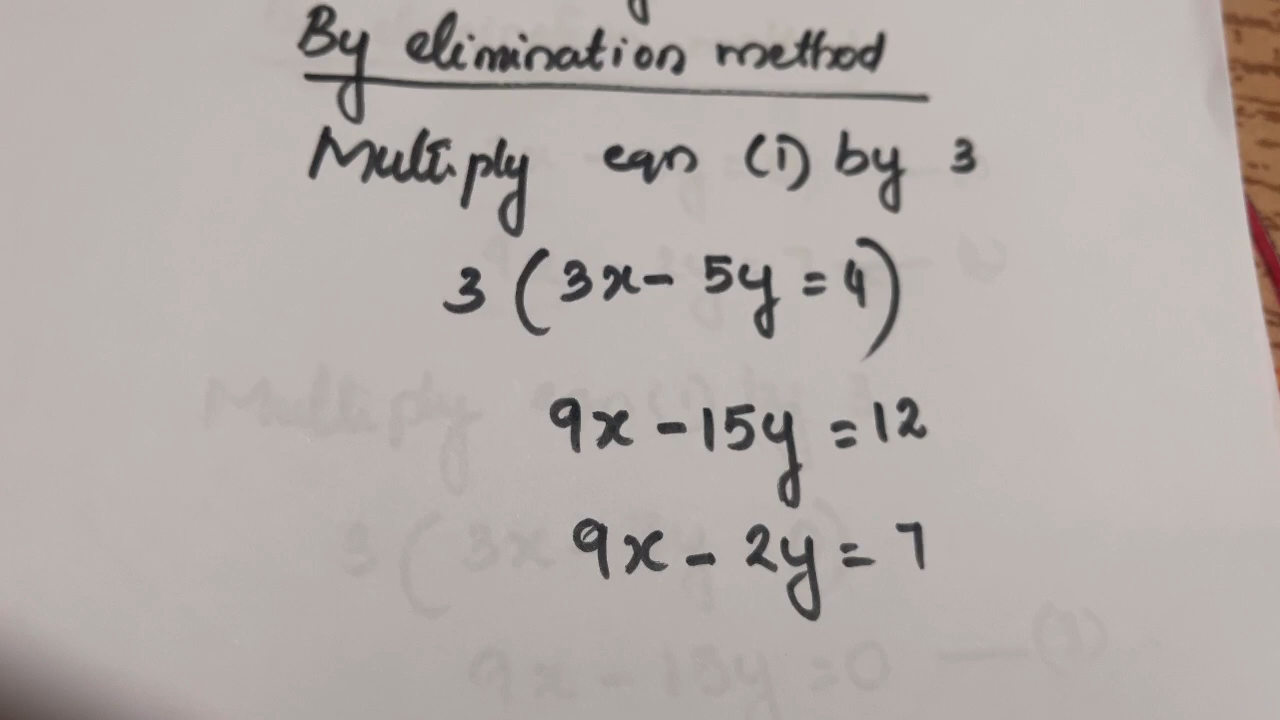 By elimination method
Multiply eqn (1) by 3
3 (3x - 5y = 4)
9x - 15y = 12
9x - 2y = 7